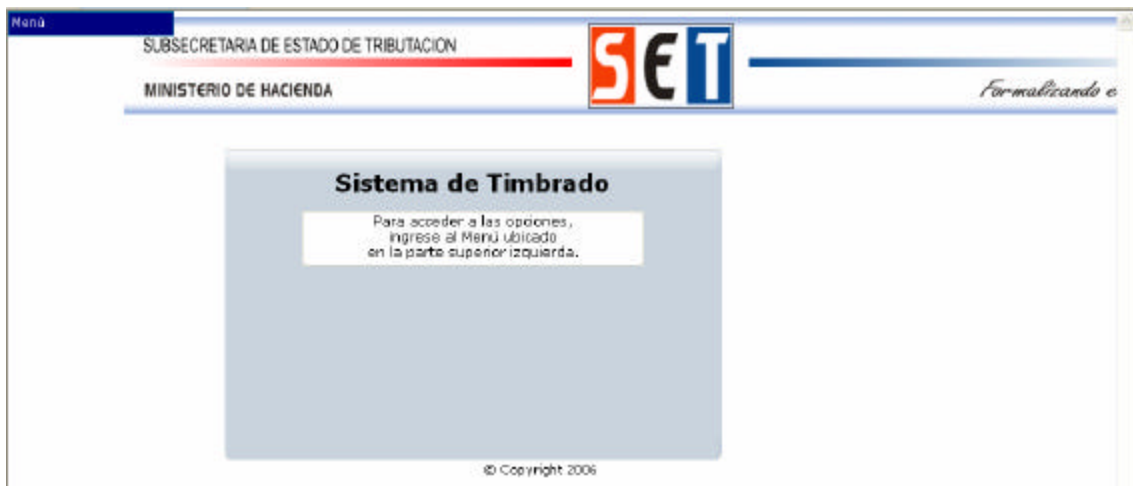 Menú
SUBSECRETARIA DE ESTADO DE TRIBUTACION
SET
MINISTERIO DE HACIENDA
Formalizando e
Sistema de Timbrado
Para acceder a las opciones,
ingrese al Menú ubicado
en la parte superior izquierda.
© Copyright 2006